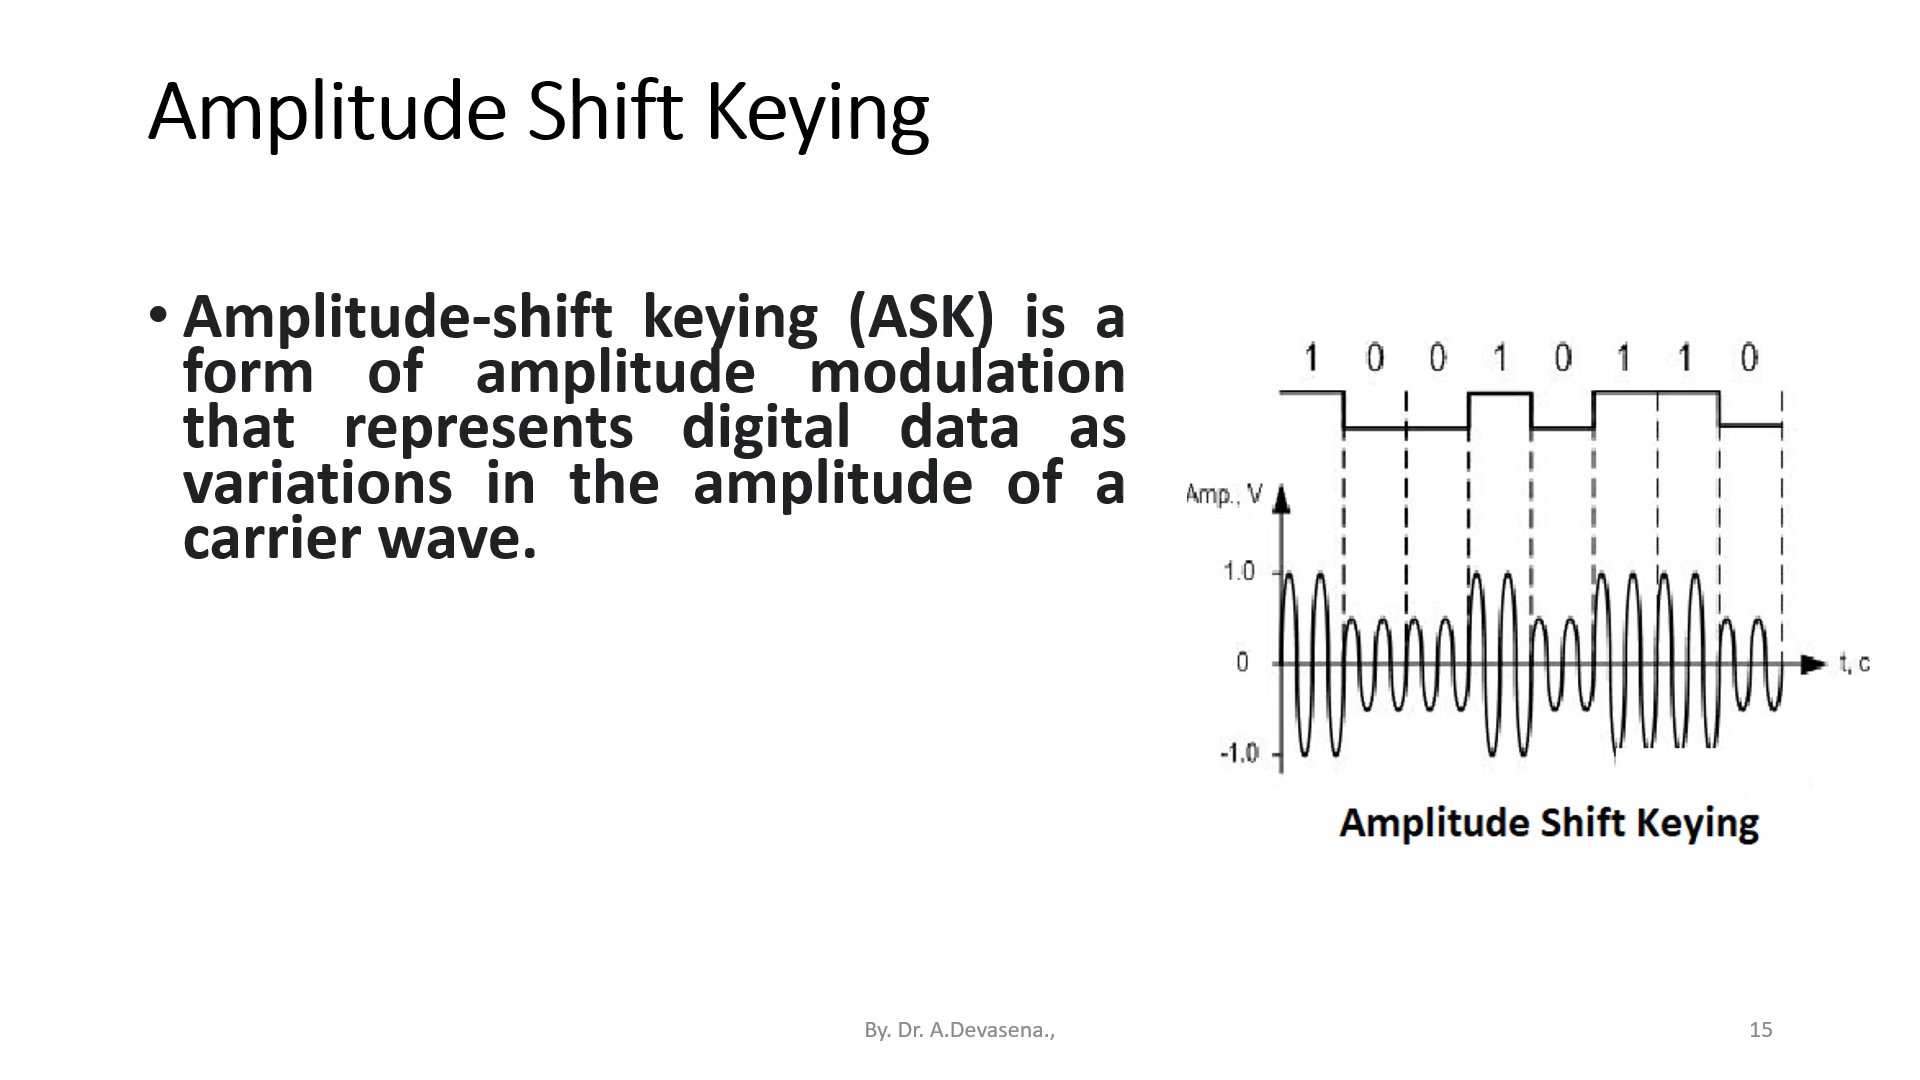 Amplitude Shift Keying
• Amplitude-shift keying (ASK) is a
form of amplitude modulation
that represents digital data as
variations in the amplitude of a
carrier wave.
1 0 0 1 0 1 1 0
Amp., V
1.0
0
t, c
-1.0
Amplitude Shift Keying
By. Dr. A.Devasena.,
15